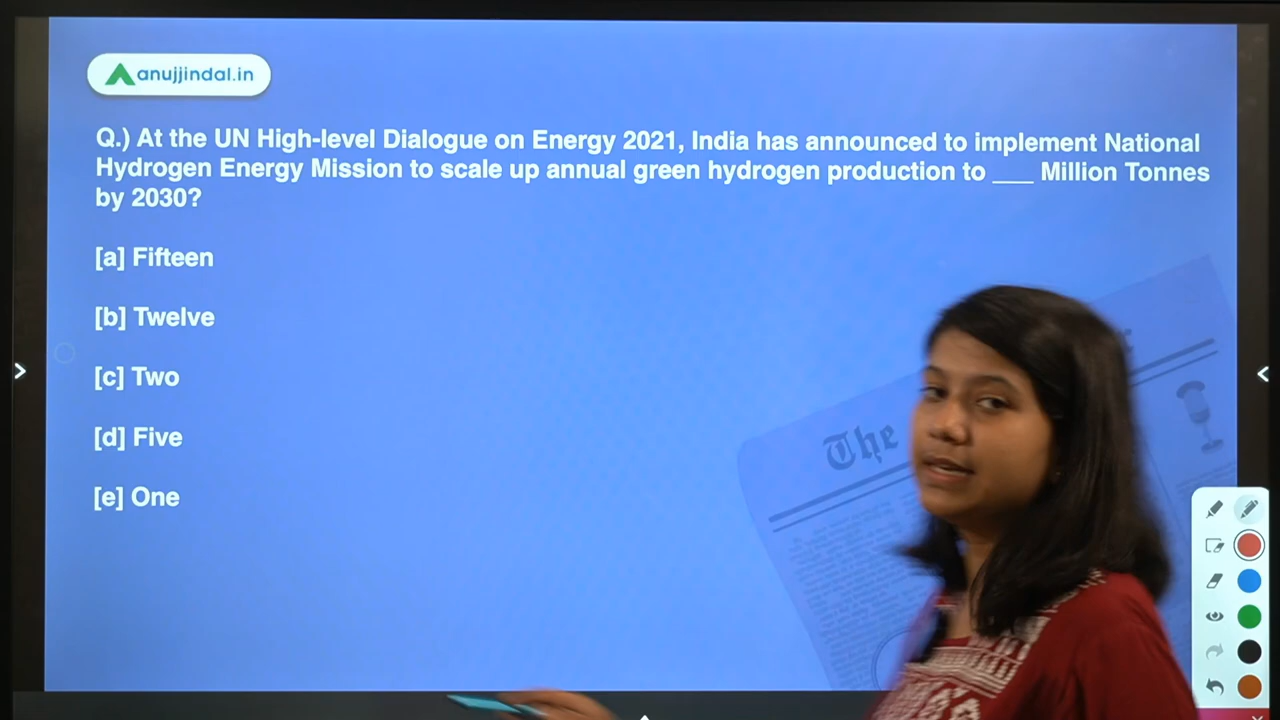 anujjindal.in
Q.) At the UN High-level Dialogue on Energy 2021, India has announced to implement National
Hydrogen Energy Mission to scale up annual green hydrogen production to ___ Million Tonnes
by 2030?
[a] Fifteen
[b] Twelve
[c] Two
[d] Five
[e] One
The